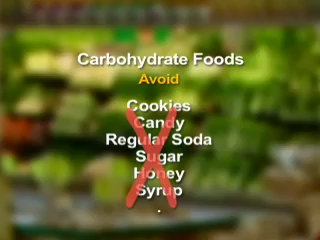 Carbohydrate Foods
Avoid
Cookies
Candy
Regular Soda
Sugar
Honey
Syrup
.